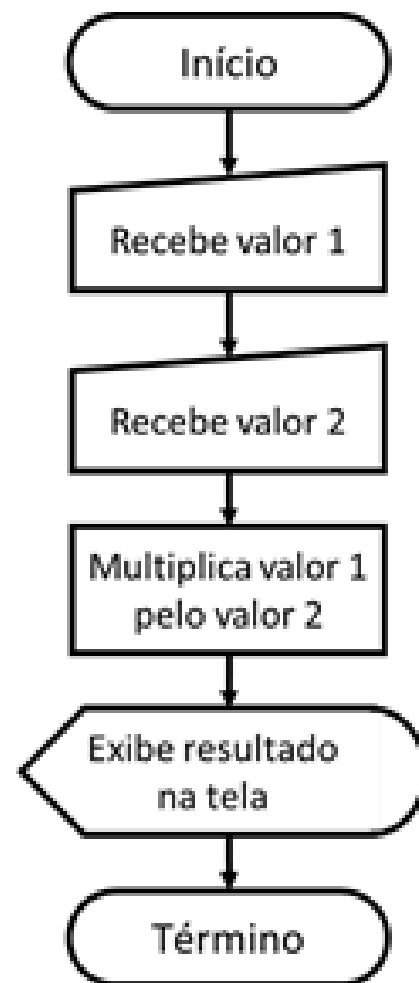 Início
Recebe valor 1
Recebe valor 2
Multiplica valor 1
pelo valor 2
Exibe resultado
na tela
Término